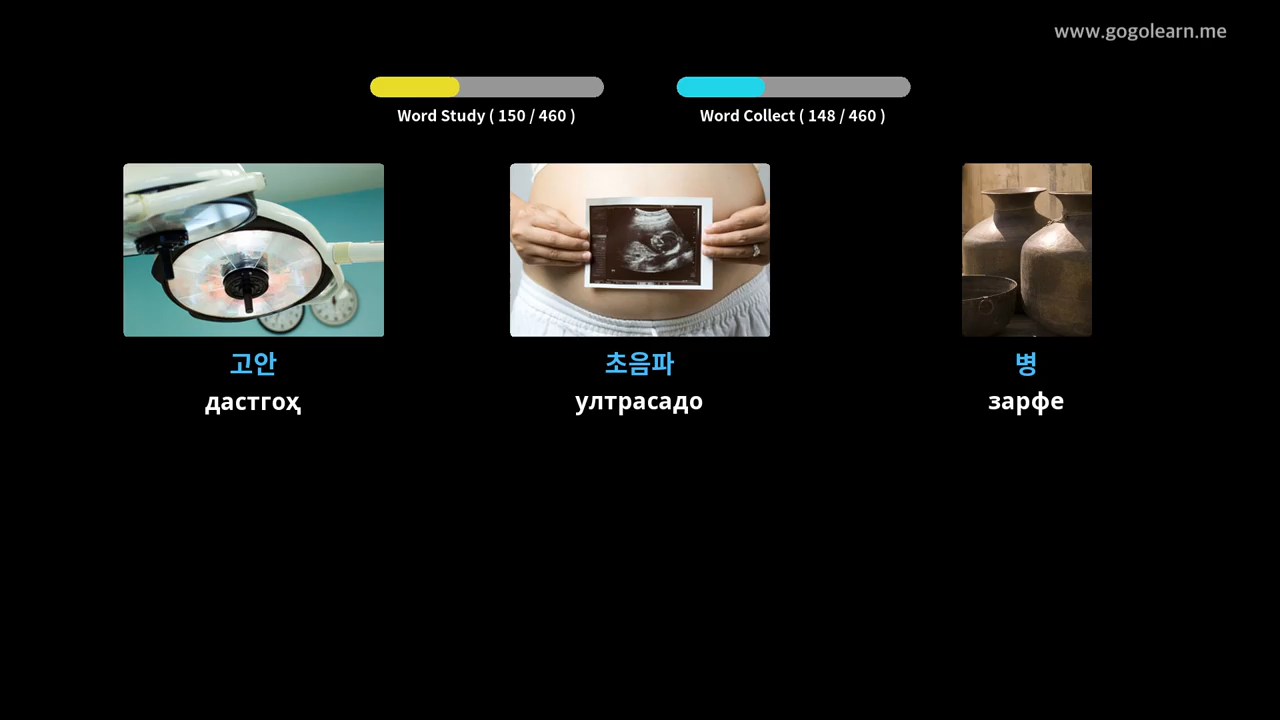 www.gogolearn.me
Word Study ( 150 / 460 )
Word Collect ( 148 / 460 )
고안
초음파
병
дастгоҳ
ултрасадо
зарфе